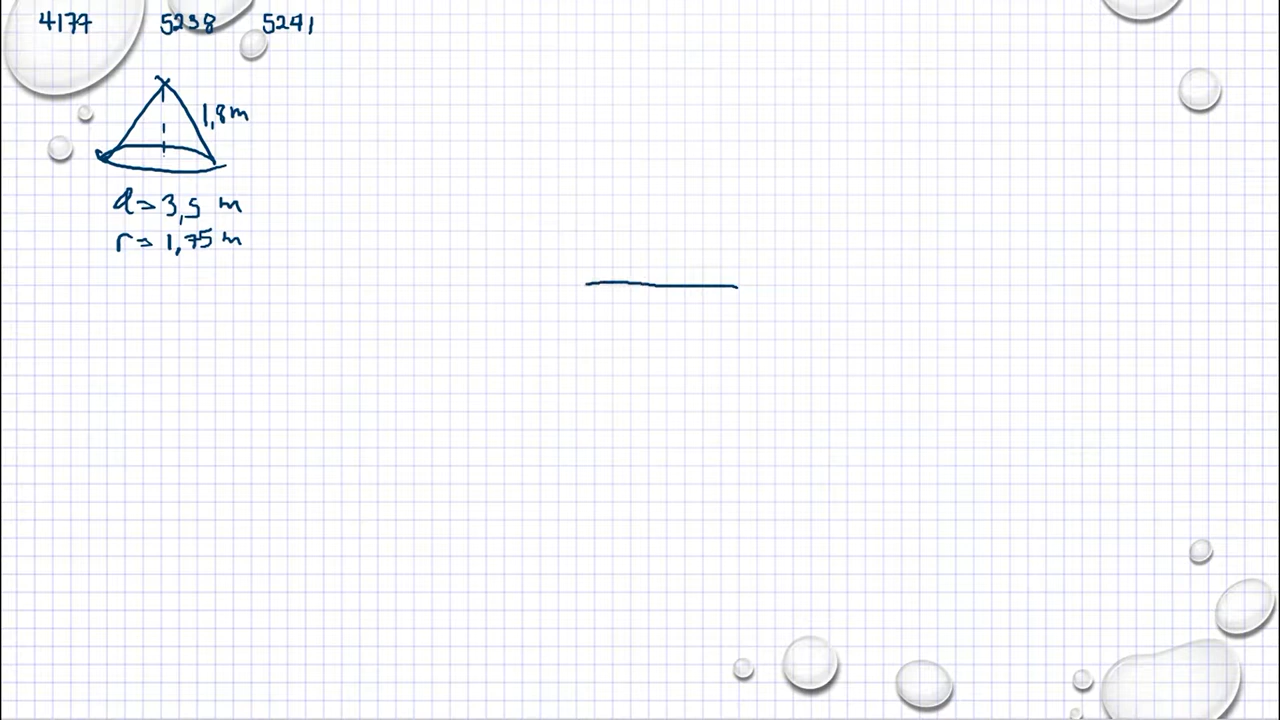 4174 5238 5241
1,8m
d = 3,5 m
r = 1,75 m